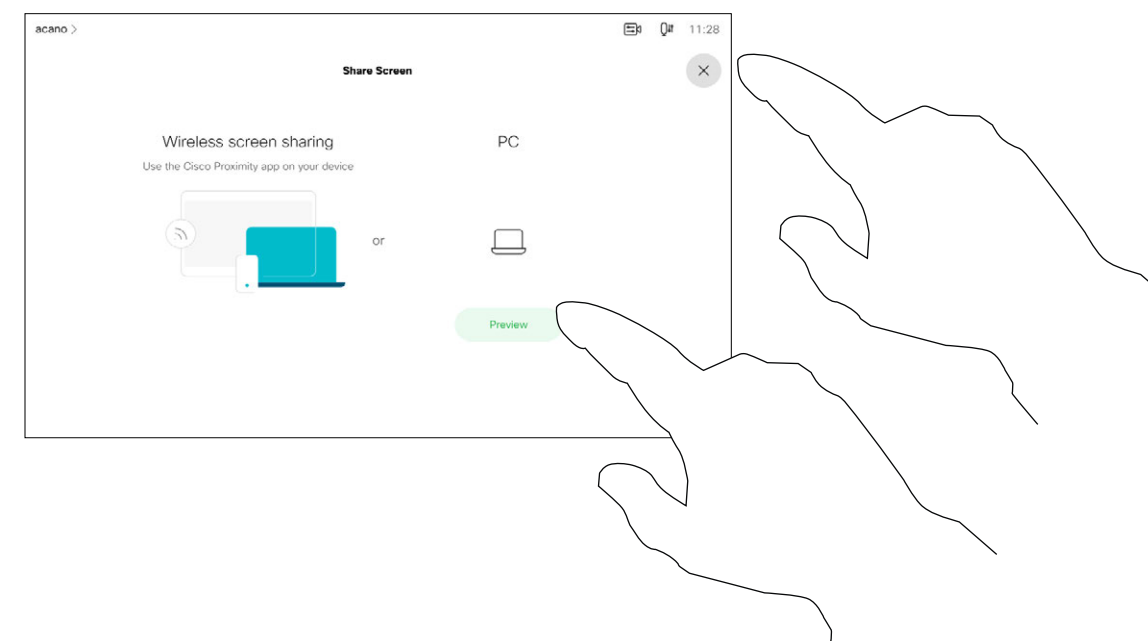 acano >
11:28
Share Screen
Wireless screen sharing
PC
Use the Cisco Proximity app on your device
or
Preview